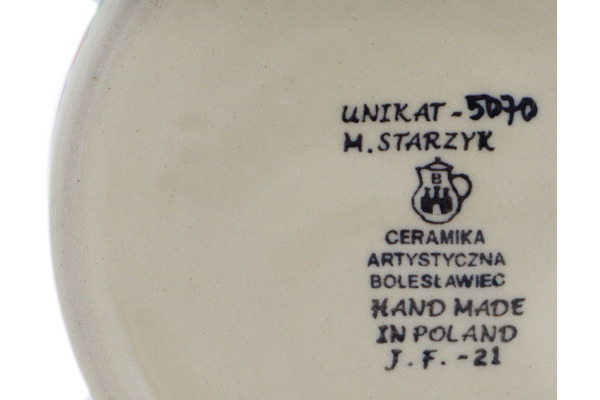 UNIKAT-5070
M. STARZYK
B
CERAMIKA
ARTYSTYCZNA
BOLESŁAWIEC
HAND MADE
IN POLAND
J. F. - 21